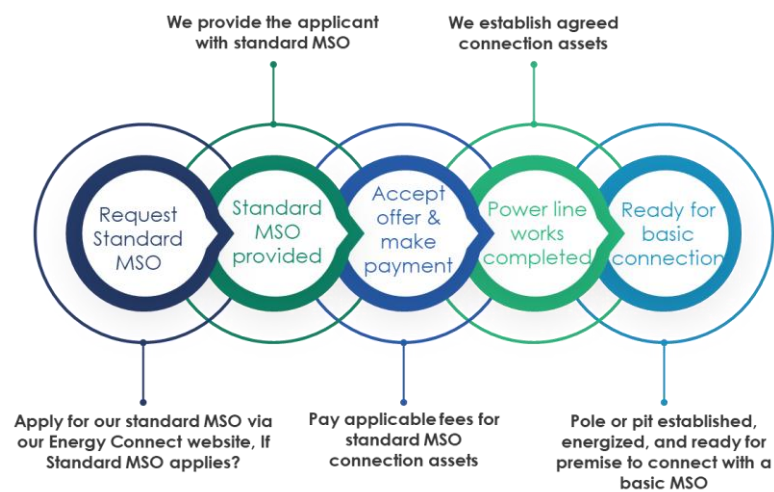 We provide the applicant
with standard MSO
We establish agreed
connection assets
Request
Standard
MSO
Standard
MSO
provided
Accept
offer &
make
payment
Power line
works
completed
Ready for
basic
connection
Apply for our standard MSO via
our Energy Connect website, If
Standard MSO applies?
Pay applicable fees for
standard MSO
connection assets
Pole or pit established,
energized, and ready for
premise to connect with a
basic MSO